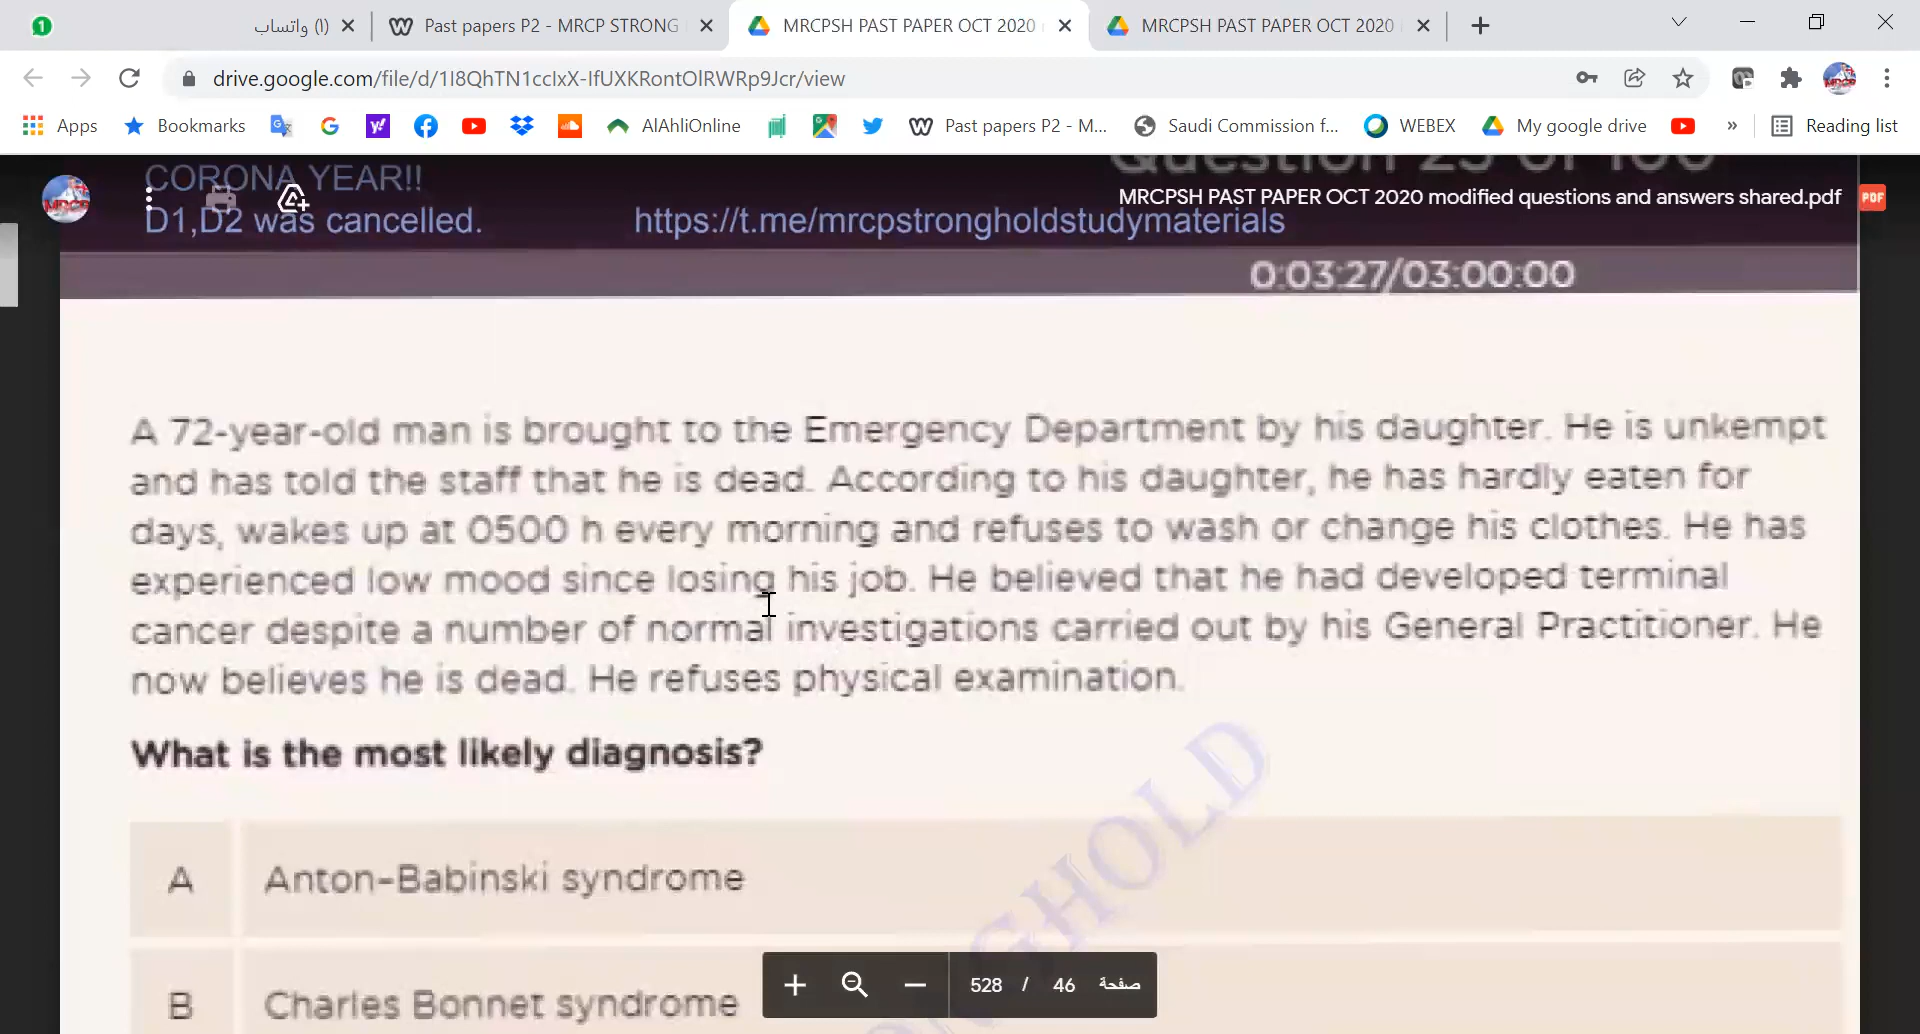 1
واتساب (1)
Past papers P2 - MRCP STRONG
MRCPSH PAST PAPER OCT 2020
MRCPSH PAST PAPER OCT 2020
drive.google.com/file/d/1I8QhTN1cclxX-IfUXKRontOlRWRp9Jcr/view
Apps
Bookmarks
AlAhliOnline
Past papers P2 - M...
Saudi Commission f...
WEBEX
My google drive
»
Reading list
CORONA YEAR!!
Question 23 of 100
MRCPSH PAST PAPER OCT 2020 modified questions and answers shared.pdf
PDF
MRCP
D1,D2 was cancelled.
https://t.me/mrcpstrongholdstudymaterials
0:03:27/03:00:00
A 72-year-old man is brought to the Emergency Department by his daughter. He is unkempt
and has told the staff that he is dead. According to his daughter, he has hardly eaten for
days, wakes up at 0500 h every morning and refuses to wash or change his clothes. He has
experienced low mood since losing his job. He believed that he had developed terminal
cancer despite a number of normal investigations carried out by his General Practitioner. He
now believes he is dead. He refuses physical examination.
What is the most likely diagnosis?
A Anton-Babinski syndrome
B Charles Bonnet syndrome
صفحة 46 / 528